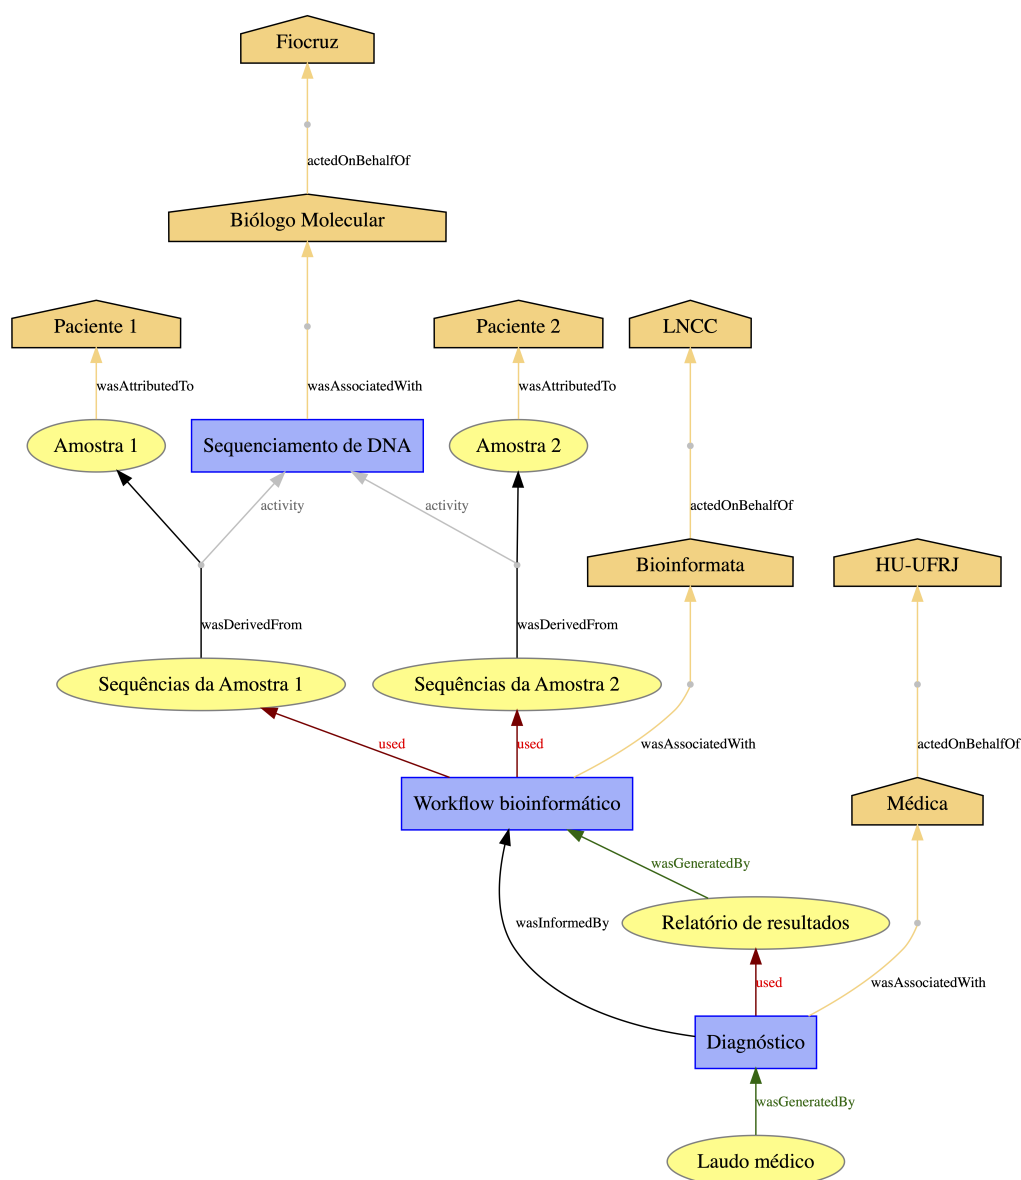 Fiocruz
actedOnBehalfOf
Biólogo Molecular
Paciente 1
Paciente 2
LNCC
wasAttributedTo
wasAssociatedWith
wasAttributedTo
Amostra 1
Sequenciamento de DNA
Amostra 2
activity
activity
actedOnBehalfOf
Bioinformata
HU-UFRJ
wasDerivedFrom
wasDerivedFrom
Sequências da Amostra 1
Sequências da Amostra 2
used
used
wasAssociatedWith
actedOnBehalfOf
Workflow bioinformático
Médica
wasGeneratedBy
wasInformedBy
Relatório de resultados
used
wasAssociatedWith
Diagnóstico
wasGeneratedBy
Laudo médico